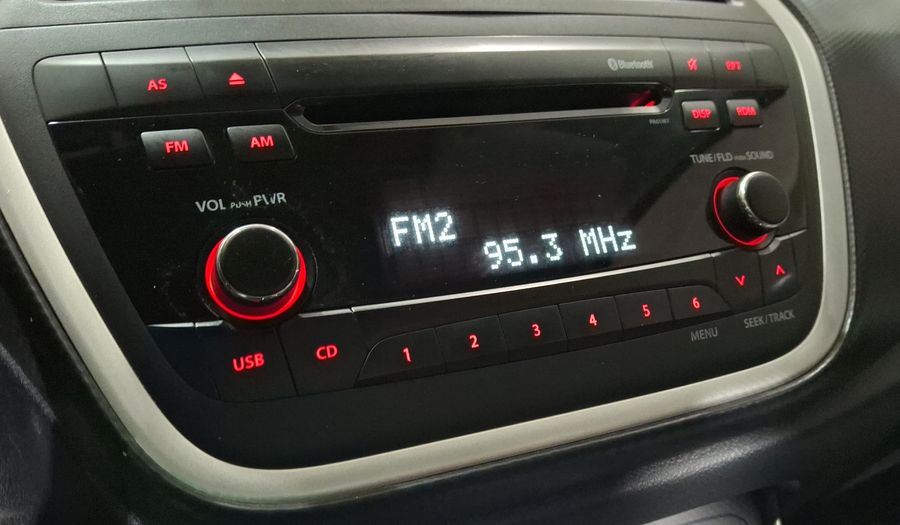 AS
Bluetooth
FM
AM
DISP
RDM
VOL PUSH PWR
TUNE/FLD PUSH SOUND
FM2
95.3 MHz
USB
CD
1
2
3
4
5
6
MENU
SEEK/TRACK